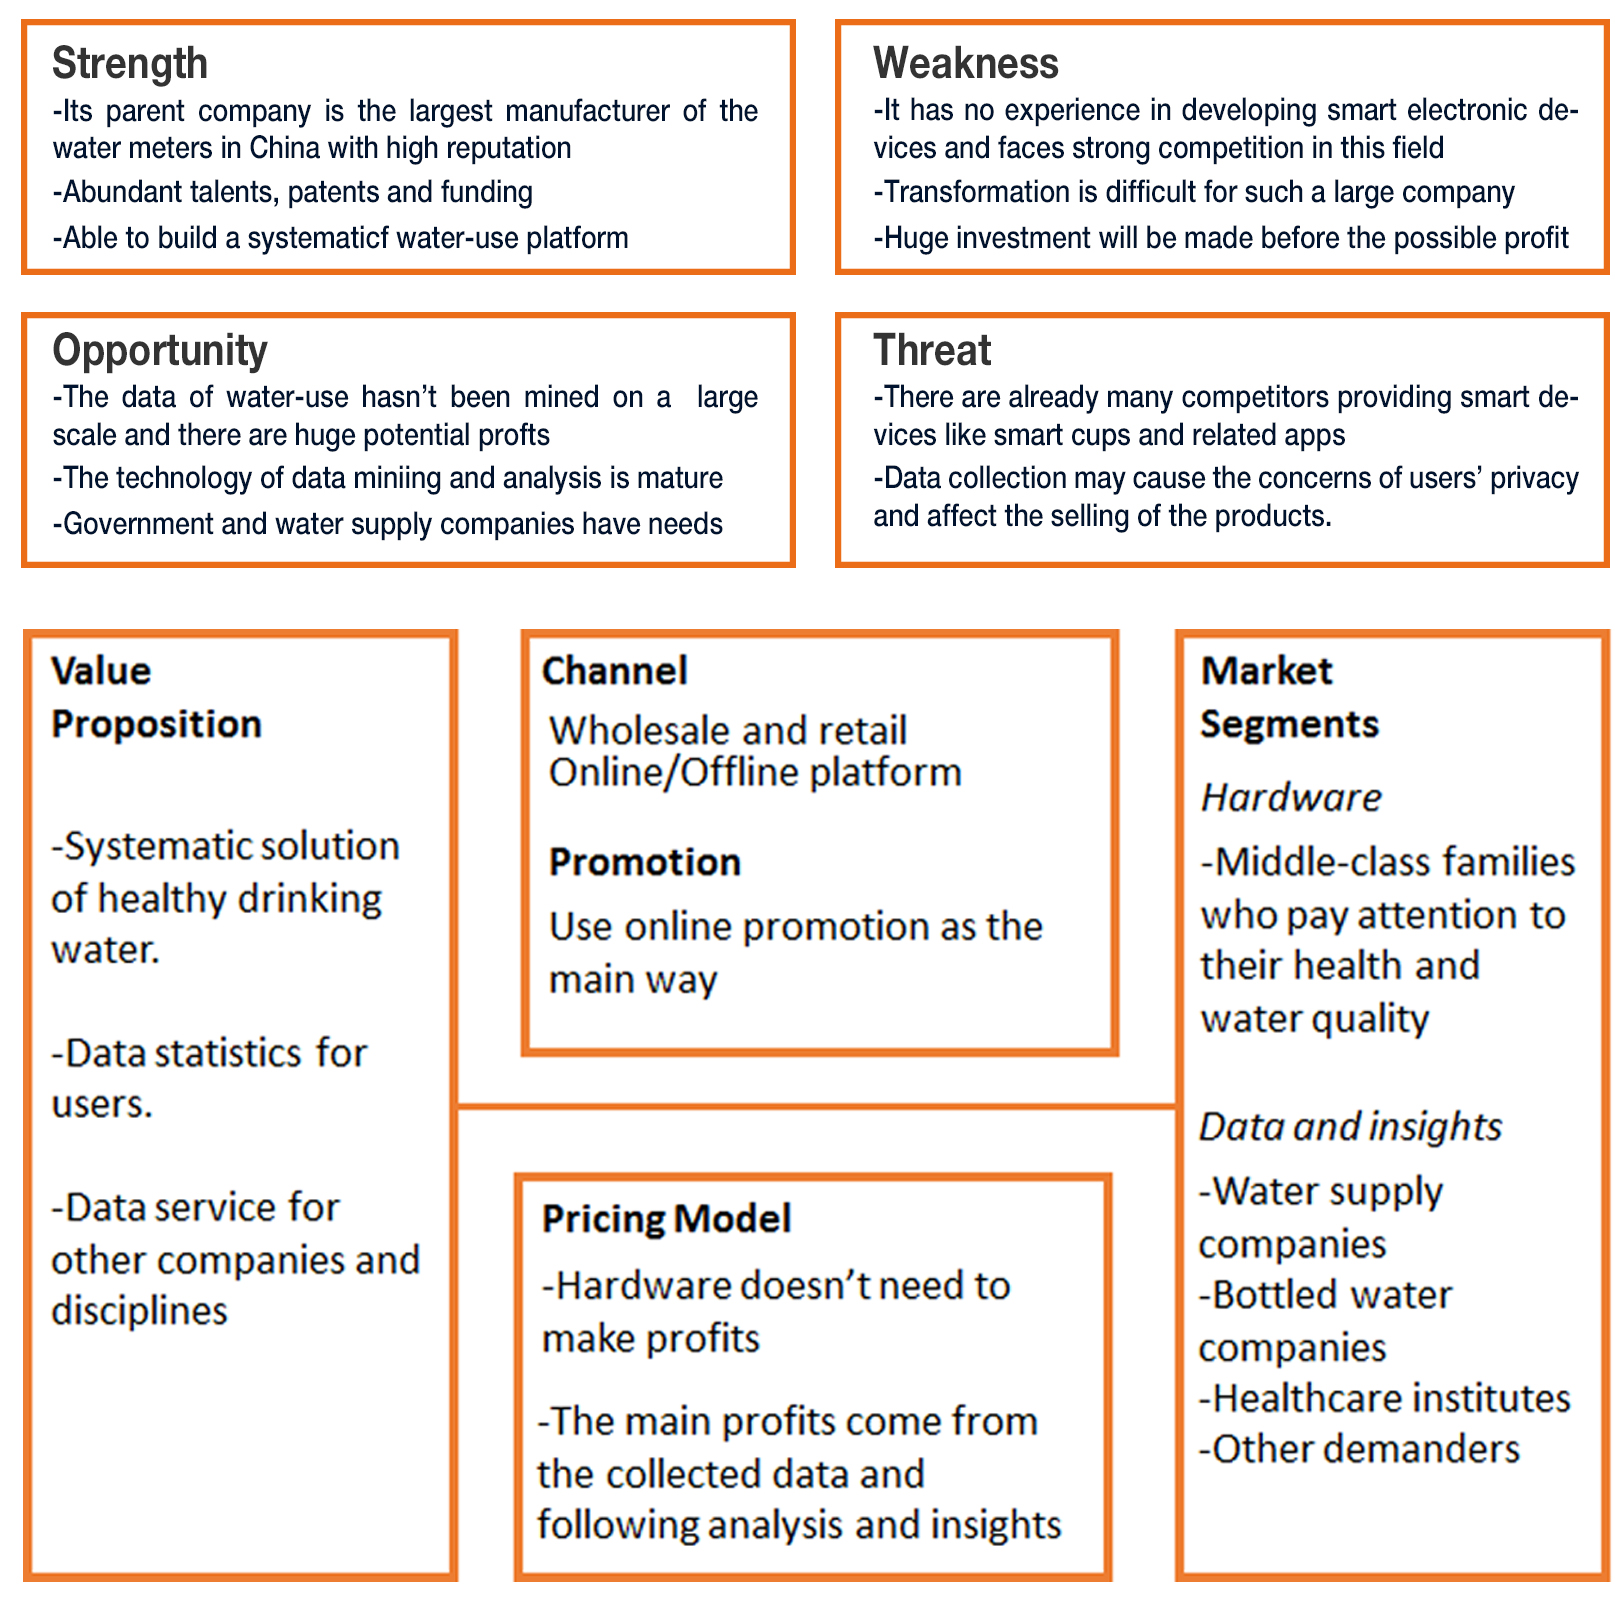 Strength
-Its parent company is the largest manufacturer of the
water meters in China with high reputation
-Abundant talents, patents and funding
-Able to build a systematicf water-use platform
Weakness
-It has no experience in developing smart electronic de-
vices and faces strong competition in this field
-Transformation is difficult for such a large company
-Huge investment will be made before the possible profit
Opportunity
-The data of water-use hasn’t been mined on a large
scale and there are huge potential profts
-The technology of data miniing and analysis is mature
-Government and water supply companies have needs
Threat
-There are already many competitors providing smart de-
vices like smart cups and related apps
-Data collection may cause the concerns of users’ privacy
and affect the selling of the products.
Value
Proposition
-Systematic solution
of healthy drinking
water.
-Data statistics for
users.
-Data service for
other companies and
disciplines
Channel
Wholesale and retail
Online/Offline platform
Promotion
Use online promotion as the
main way
Pricing Model
-Hardware doesn’t need to
make profits
-The main profits come from
the collected data and
following analysis and insights
Market
Segments
Hardware
-Middle-class families
who pay attention to
their health and
water quality
Data and insights
-Water supply
companies
-Bottled water
companies
-Healthcare institutes
-Other demanders